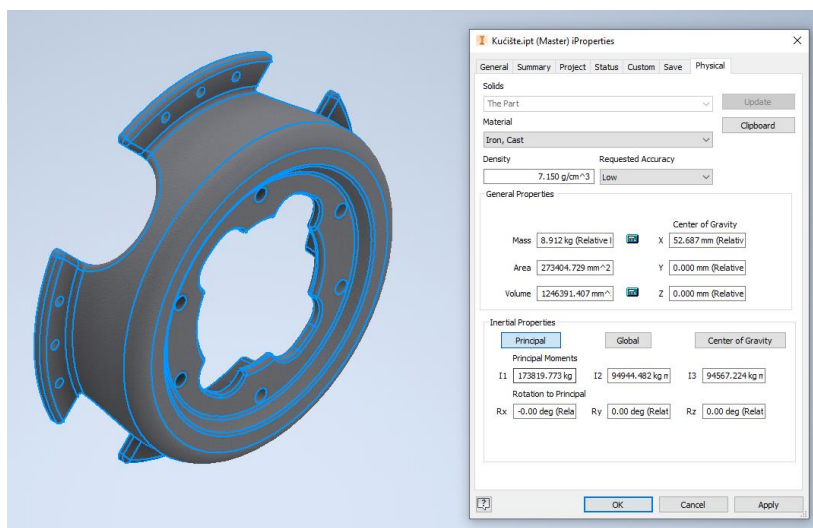 Kućište.ipt (Master) iProperties
General Summary Project Status Custom Save Physical
Solids
The Part Update
Material Clipboard
Iron, Cast
Density Requested Accuracy
7.150 g/cm^3 Low
General Properties
Center of Gravity
Mass 8.912 kg (Relative X 52.687 mm (Relativ
Area 273404.729 mm^2 Y 0.000 mm (Relative
Volume 1246391.407 mm^ Z 0.000 mm (Relative
Inertial Properties
Principal Global Center of Gravity
Principal Moments
I1 173819.773 kg I2 94944.482 kg I3 94567.224 kg
Rotation to Principal
Rx -0.00 deg (Rela Ry 0.00 deg (Relat Rz 0.00 deg (Relat
? OK Cancel Apply